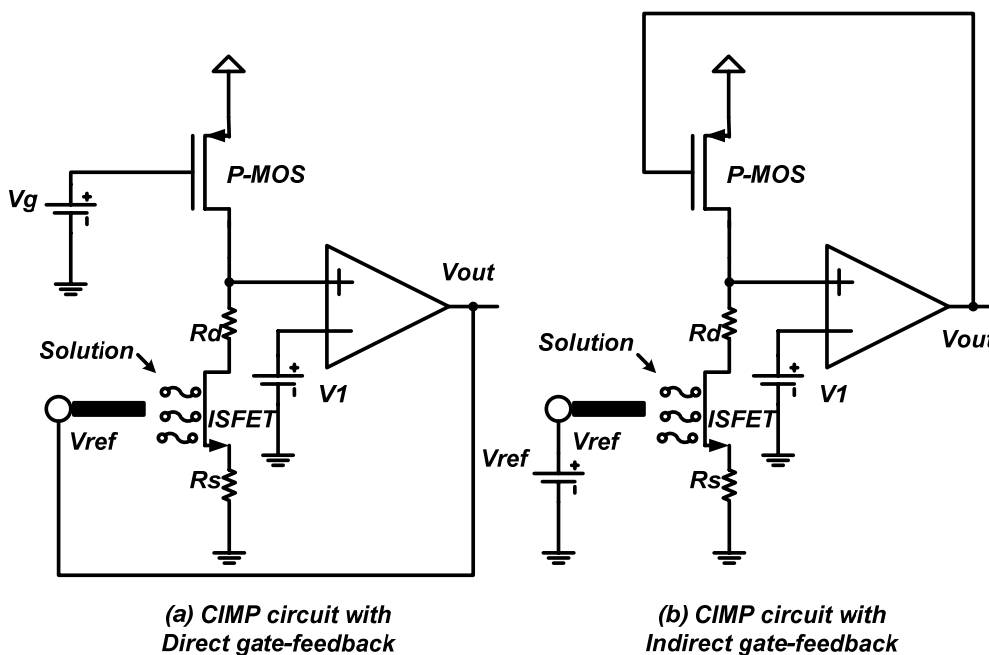 P-MOS
Vg
+
-
+
Vout
Rd
Solution
+
-
V1
ISFET
Vref
Rs
(a) CIMP circuit with
Direct gate-feedback
P-MOS
+
Rd
Vout
Solution
+
-
V1
ISFET
Vref
Vref
+
-
Rs
(b) CIMP circuit with
Indirect gate-feedback